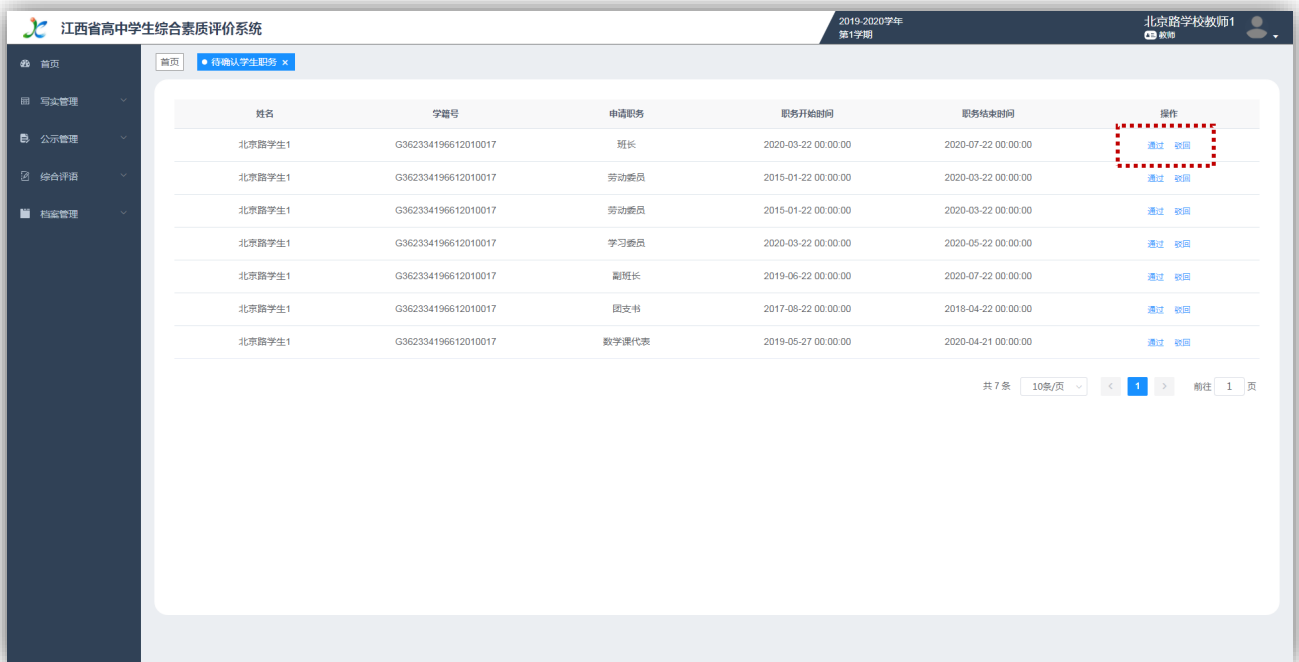 江西省高中学生综合素质评价系统
2019-2020学年
第1学期
北京路学校教师1
教师
首页
写实管理
公示管理
综合评语
档案管理
首页 待确认学生职务 ×
姓名 学籍号 申请职务 职务开始时间 职务结束时间 操作
北京路学生1 G362334196612010017 班长 2020-03-22 00:00:00 2020-07-22 00:00:00 通过 驳回
北京路学生1 G362334196612010017 劳动委员 2015-01-22 00:00:00 2020-03-22 00:00:00 通过 驳回
北京路学生1 G362334196612010017 劳动委员 2015-01-22 00:00:00 2020-03-22 00:00:00 通过 驳回
北京路学生1 G362334196612010017 学习委员 2020-03-22 00:00:00 2020-05-22 00:00:00 通过 驳回
北京路学生1 G362334196612010017 副班长 2019-06-22 00:00:00 2020-07-22 00:00:00 通过 驳回
北京路学生1 G362334196612010017 团支书 2017-08-22 00:00:00 2018-04-22 00:00:00 通过 驳回
北京路学生1 G362334196612010017 数学课代表 2019-05-27 00:00:00 2020-04-21 00:00:00 通过 驳回
共 7 条 10条/页 < 1 > 前往 1 页